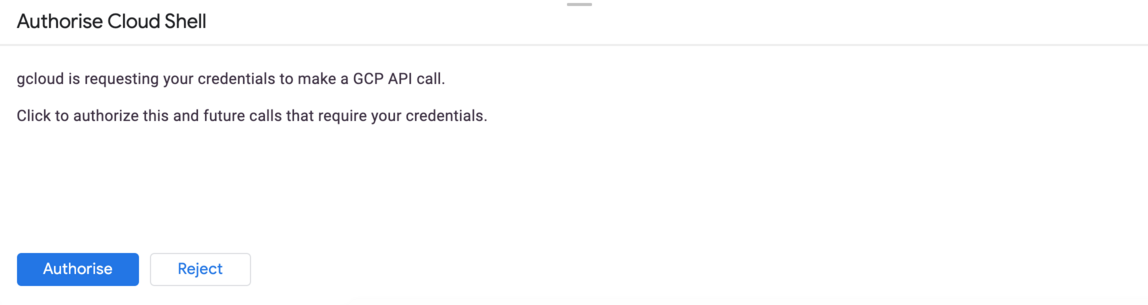 Authorise Cloud Shell
gcloud is requesting your credentials to make a GCP API call.
Click to authorize this and future calls that require your credentials.
Authorise Reject